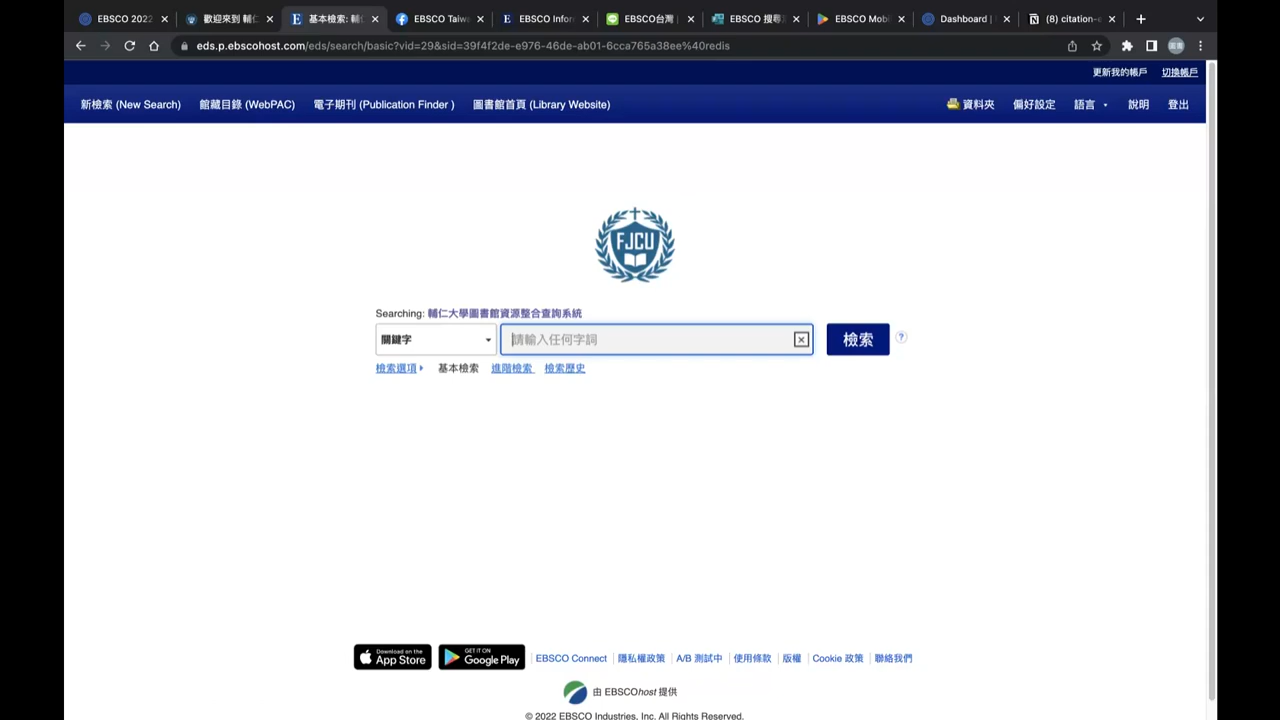 EBSCO 2022
歡迎來到 輔仁
基本檢索: 輔仁
EBSCO Taiw
EBSCO Infor
EBSCO台灣
EBSCO 搜尋
EBSCO Mobi
Dashboard |
(8) citation-
eds.p.ebscohost.com/eds/search/basic?vid=29&sid=39f4f2de-e976-46de-ab01-6cca765a38ee%40redis
更新我的帳戶 切換帳戶
新檢索 (New Search) 館藏目錄 (WebPAC) 電子期刊 (Publication Finder ) 圖書館首頁 (Library Website) 資料夾 偏好設定 語言 說明 登出
FJCU
Searching: 輔仁大學圖書館資源整合查詢系統
關鍵字 請輸入任何字詞 檢索 ?
檢索選項 基本檢索 進階檢索 檢索歷史
Download on the App Store GET IT ON Google Play EBSCO Connect 隱私權政策 A/B 測試中 使用條款 版權 Cookie 政策 聯絡我們
由 EBSCOhost 提供
© 2022 EBSCO Industries, Inc. All Rights Reserved.